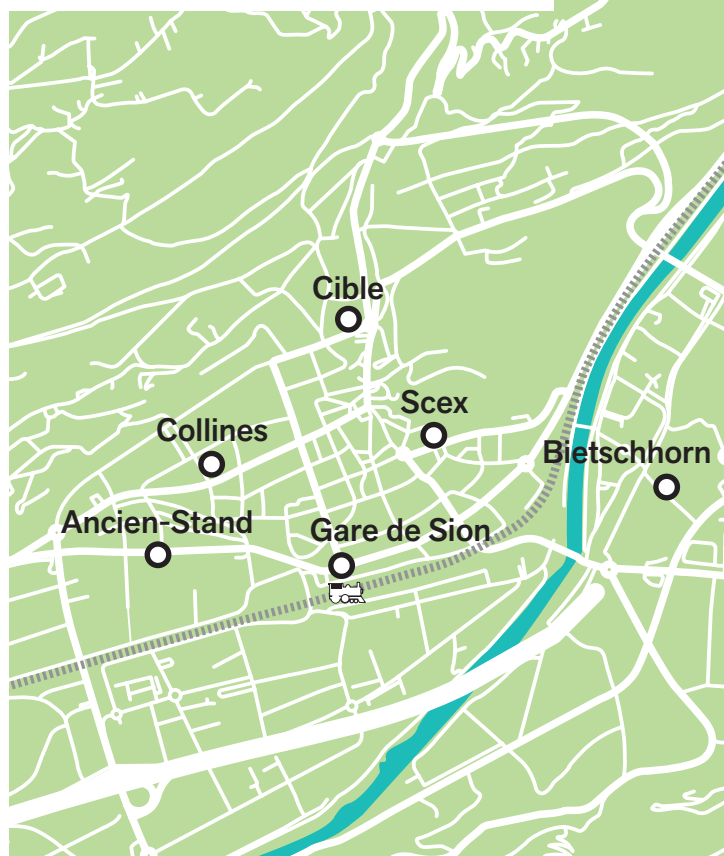 Cible
Scex
Collines
Bietschhorn
Ancien-Stand
Gare de Sion